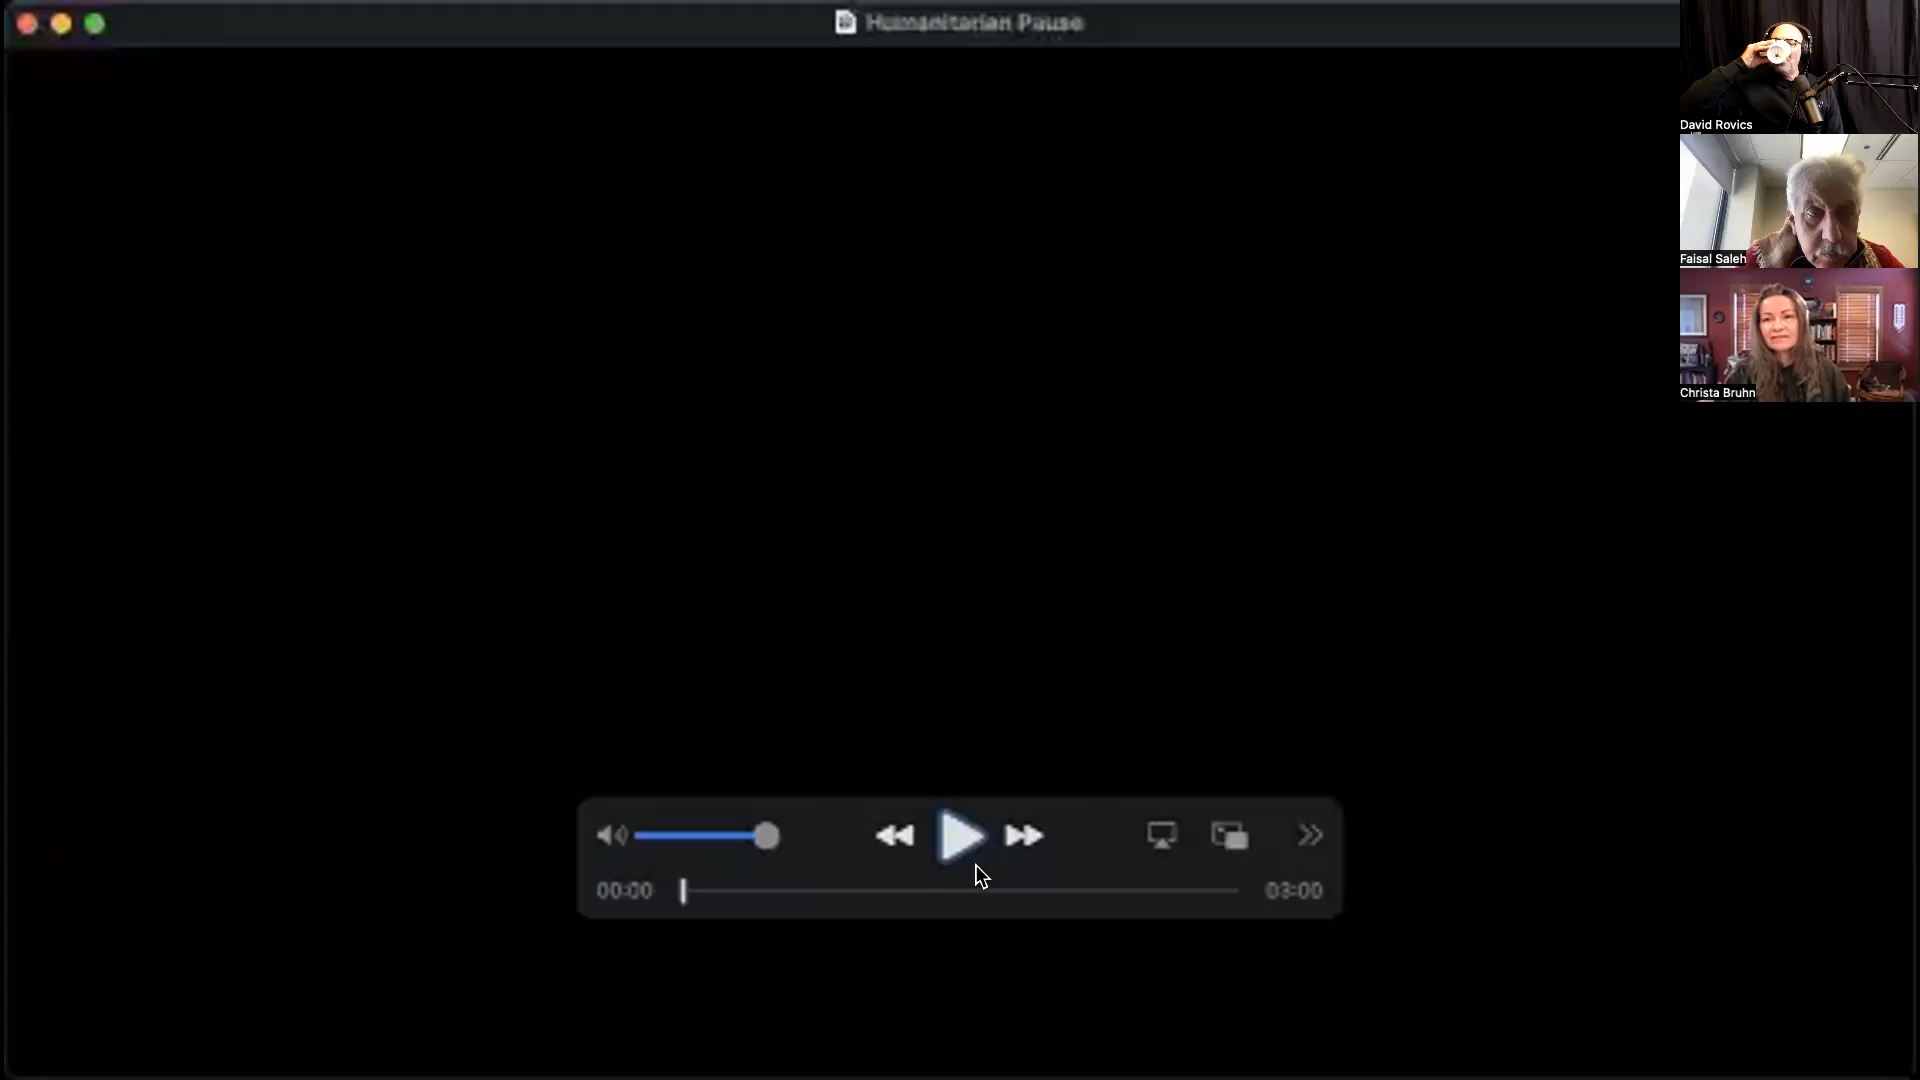 Humanitarian Pause
David Rovics
Faisal Saleh
Christa Bruhn
00:00
03:00